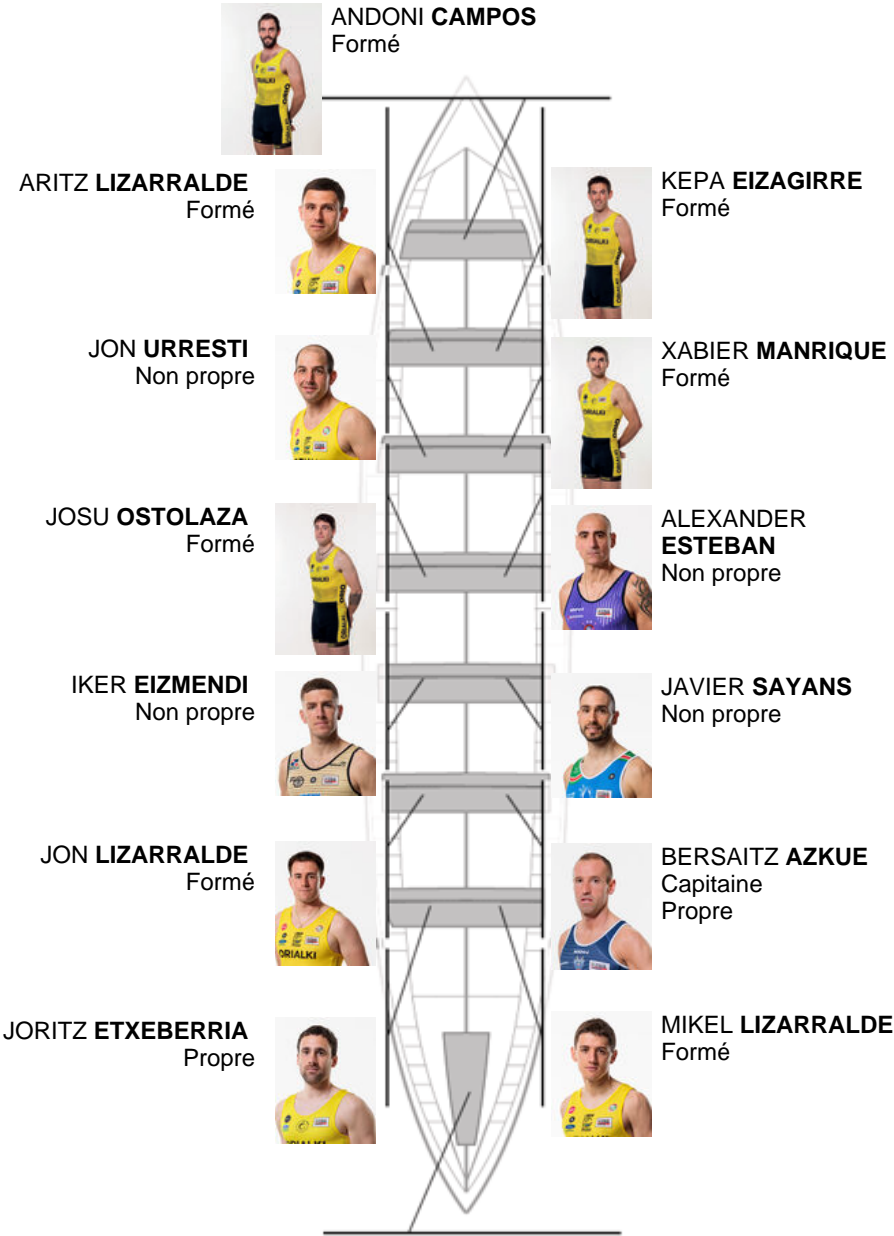 ANDONI CAMPOS
Formé
ARITZ LIZARRALDE
Formé
KEPA EIZAGIRRE
Formé
JON URRESTI
Non propre
XABIER MANRIQUE
Formé
JOSU OSTOLAZA
Formé
ALEXANDER
ESTEBAN
Non propre
IKER EIZMENDI
Non propre
JAVIER SAYANS
Non propre
JON LIZARRALDE
Formé
BERSAITZ AZKUE
Capitaine
Propre
JORITZ ETXEBERRIA
Propre
MIKEL LIZARRALDE
Formé